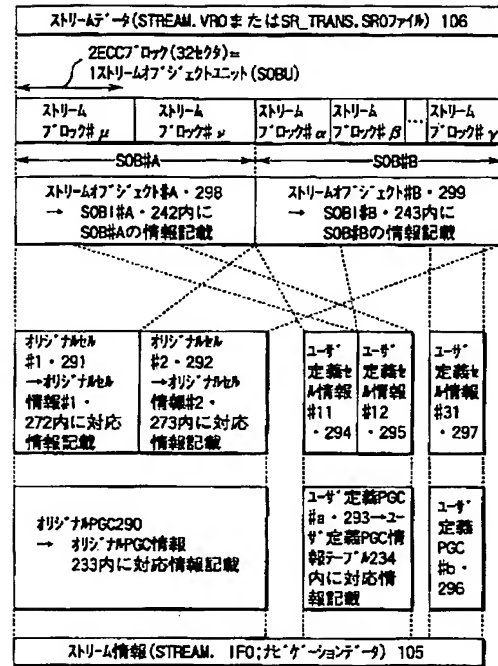 ストリームデータ(STREAM.VROまたはSR_TRANS.SROファイル) 106
2ECCブロック(32セクタ)=
1ストリームオブジェクトユニット(SOBU)
ストリーム
ブロック#μ
ストリーム
ブロック#ν
ストリーム
ブロック#α
ストリーム
ブロック#β
…
ストリーム
ブロック#γ
SOB#A
SOB#B
ストリームオブジェクト#A・298
→ SOBI#A・242内に
SOB#Aの情報記載
ストリームオブジェクト#B・299
→ SOBI#B・243内に
SOB#Bの情報記載
オリジナルセル
#1・291
→オリジナルセル
情報#1・
272内に対応
情報記載
オリジナルセル
#2・292
→オリジナルセル
情報#2・
273内に対応
情報記載
ユーザ
定義セ
ル情報
#11
・294
ユーザ
定義セ
ル情報
#12
・295
ユーザ
定義セ
ル情報
#31
・297
オリジナルPGC290
→ オリジナルPGC情報
233内に対応情報記載
ユーザ定義PGC
#a・293→ユー
ザ定義PGC情
報テーブル234
内に対応情
報記載
ユーザ
定義
PGC
#b・
296
ストリーム情報(STREAM. IFO;ナビゲーションデータ) 105